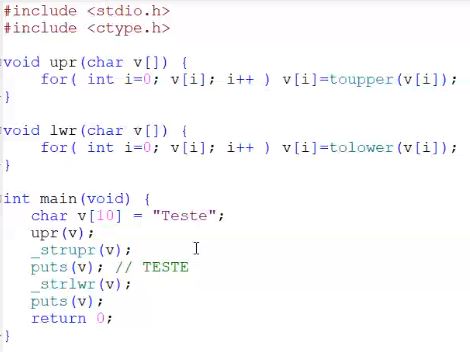 #include <stdio.h>
#include <ctype.h>
void upr(char v[]) {
for( int i=0; v[i]; i++ ) v[i]=toupper(v[i]);
}
void lwr(char v[]) {
for( int i=0; v[i]; i++ ) v[i]=tolower(v[i]);
}
int main(void) {
char v[10] = "Teste";
upr(v);
_strupr(v);
puts(v); // TESTE
_strlwr(v);
puts(v);
return 0;
}